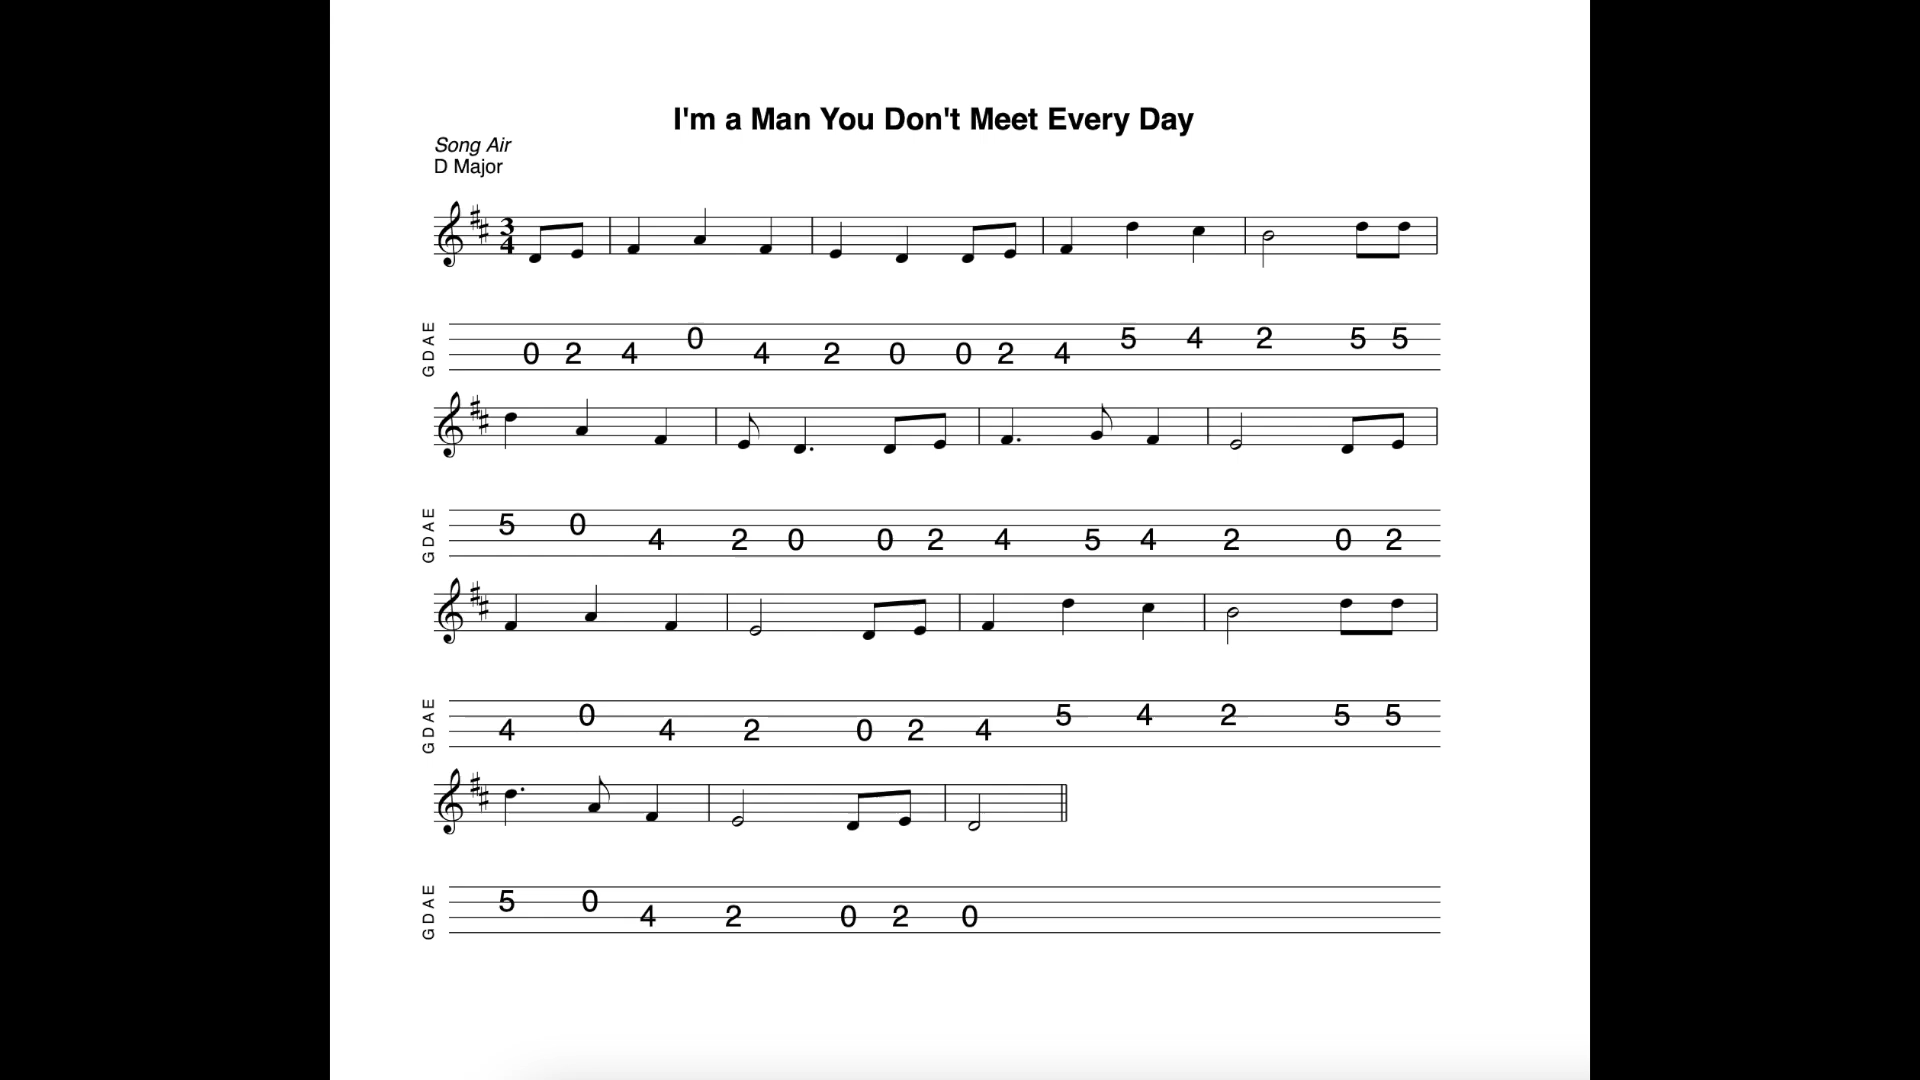 I'm a Man You Don't Meet Every Day
Song Air
D Major
3
4
G D A E
0 2 4 0 4 2 0 0 2 4 5 4 2 5 5
G D A E
5 0 4 2 0 0 2 4 5 4 2 0 2
G D A E
4 0 4 2 0 2 4 5 4 2 5 5
G D A E
5 0 4 2 0 2 0